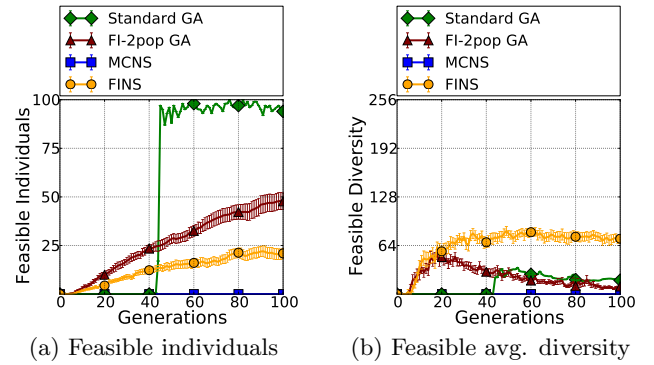 Standard GA
FI-2pop GA
MCNS
FINS
100
75
50
25
0 20 40 60 80 100
Feasible Individuals
Generations
(a) Feasible individuals
Standard GA
FI-2pop GA
MCNS
FINS
256
192
128
64
0 20 40 60 80 100
Feasible Diversity
Generations
(b) Feasible avg. diversity